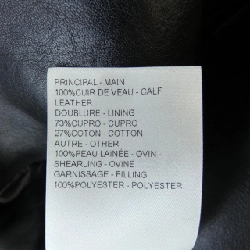 PRINCIPAL - MAIN
100%CUIR DE VEAU - CALF
LEATHER
DOUBLURE - LINING
73%CUPRO - CUPRO
27%COTON - COTTON
AUTRE - OTHER
100%PEAU LAINÉE - OVIN
SHEARLING - OVINE
GARNISSAGE - FILLING
100%POLYESTER - POLYESTER